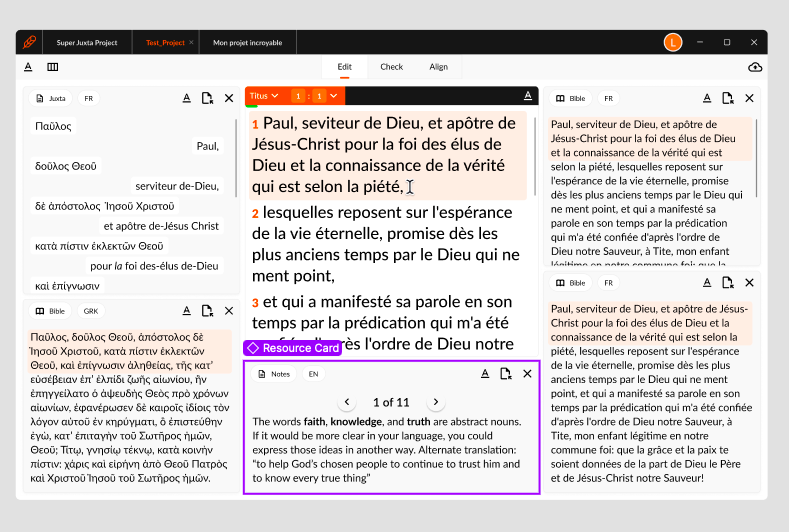 Super Juxta Project
Test_Project ×
Mon projet incroyable
L
Edit
Check
Align
Juxta
FR
Παῦλος
Paul,
δοῦλος Θεοῦ
serviteur de-Dieu,
δὲ ἀπόστολος Ἰησοῦ Χριστοῦ
et apôtre de-Jésus Christ
κατὰ πίστιν ἐκλεκτῶν Θεοῦ
pour la foi des-élus de-Dieu
καὶ ἐπίγνωσιν
Bible
GRK
Παῦλος, δοῦλος Θεοῦ, ἀπόστολος δὲ
Ἰησοῦ Χριστοῦ, κατὰ πίστιν ἐκλεκτῶν
Θεοῦ, καὶ ἐπίγνωσιν ἀληθείας, τῆς κατ’
εὐσέβειαν ἐπ’ ἐλπίδι ζωῆς αἰωνίου, ἣν
ἐπηγγείλατο ὁ ἀψευδὴς Θεὸς πρὸ χρόνων
αἰωνίων, ἐφανέρωσεν δὲ καιροῖς ἰδίοις τὸν
λόγον αὐτοῦ ἐν κηρύγματι, ὃ ἐπιστεύθην
ἐγὼ, κατ’ ἐπιταγὴν τοῦ Σωτῆρος ἡμῶν,
Θεοῦ; Τίτῳ, γνησίῳ τέκνῳ, κατὰ κοινὴν
πίστιν: χάρις καὶ εἰρήνη ἀπὸ Θεοῦ Πατρὸς
καὶ Χριστοῦ Ἰησοῦ τοῦ Σωτῆρος ἡμῶν.
Titus
1 : 1
1 Paul, seviteur de Dieu, et apôtre de
Jésus-Christ pour la foi des élus de
Dieu et la connaissance de la vérité
qui est selon la piété,
2 lesquelles reposent sur l'espérance
de la vie éternelle, promise dès les
plus anciens temps par le Dieu qui ne
ment point,
3 et qui a manifesté sa parole en son
temps par la prédication qui m'a été
rès l'ordre de Dieu notre
Resource Card
Notes
EN
1 of 11
The words faith, knowledge, and truth are abstract nouns.
If it would be more clear in your language, you could
express those ideas in another way. Alternate translation:
“to help God’s chosen people to continue to trust him and
to know every true thing”
Bible
FR
Paul, serviteur de Dieu, et apôtre de
Jésus-Christ pour la foi des élus de Dieu
et la connaissance de la vérité qui est
selon la piété, lesquelles reposent sur
l'espérance de la vie éternelle, promise
dès les plus anciens temps par le Dieu qui
ne ment point, et qui a manifesté sa
parole en son temps par la prédication
qui m'a été confiée d'après l'ordre de
Dieu notre Sauveur, à Tite, mon enfant
légitime en notre commune foi: que la
Bible
FR
Paul, serviteur de Dieu, et apôtre de Jésus-
Christ pour la foi des élus de Dieu et la
connaissance de la vérité qui est selon la
piété, lesquelles reposent sur l'espérance
de la vie éternelle, promise dès les plus
anciens temps par le Dieu qui ne ment
point, et qui a manifesté sa parole en son
temps par la prédication qui m'a été confiée
d'après l'ordre de Dieu notre Sauveur, à
Tite, mon enfant légitime en notre
commune foi: que la grâce et la paix te
soient données de la part de Dieu le Père
et de Jésus-Christ notre Sauveur!